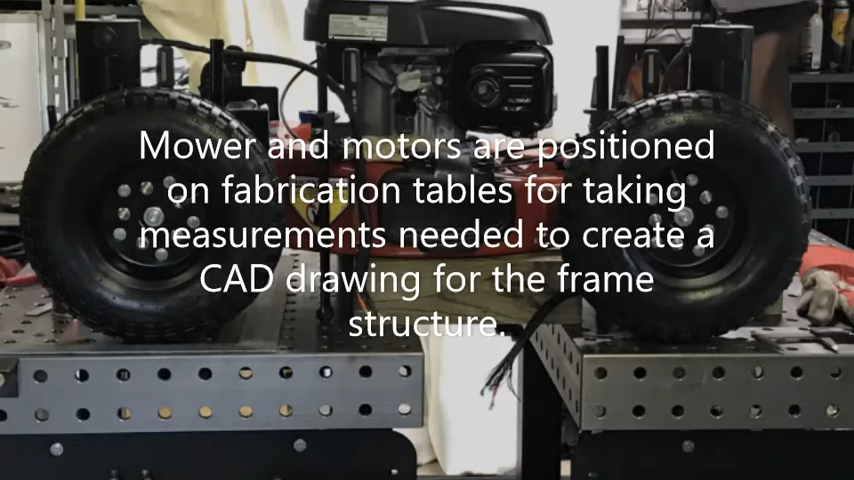 Mower and motors are positioned
on fabrication tables for taking
measurements needed to create a
CAD drawing for the frame
structure.